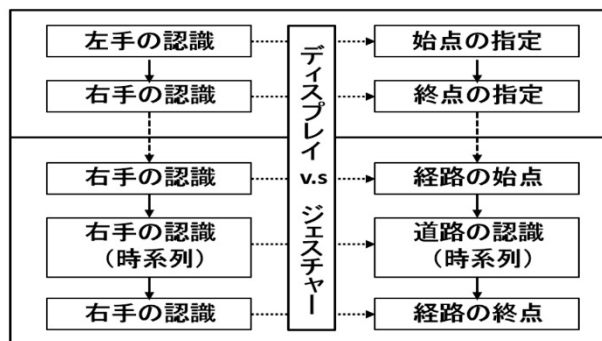 左手の認識
右手の認識
右手の認識
右手の認識
（時系列）
右手の認識
ディスプレイ v.s ジェスチャー
始点の指定
終点の指定
経路の始点
道路の認識
（時系列）
経路の終点